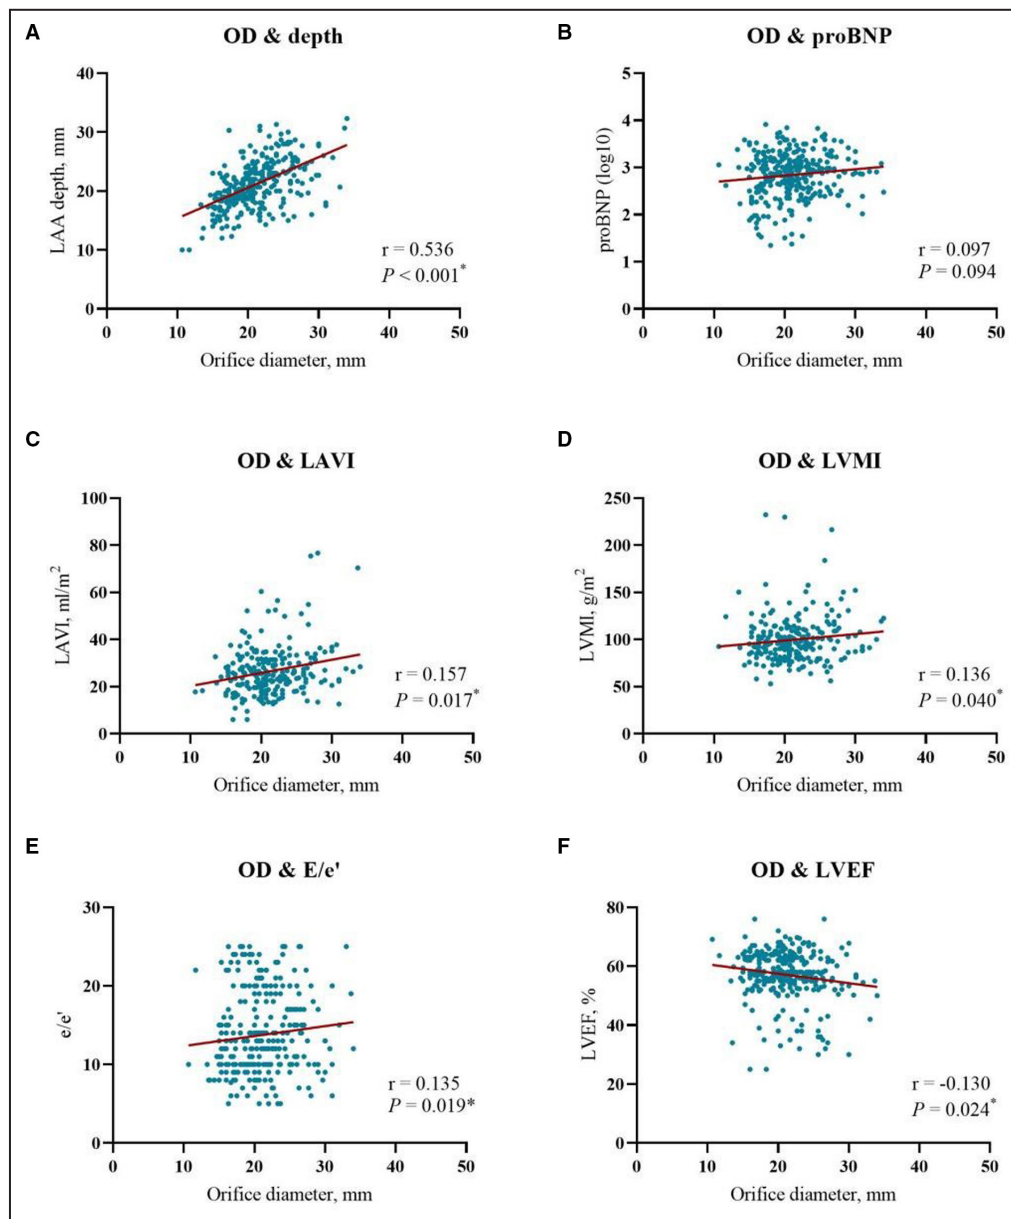 A
OD & depth
40
30
20
10
0
LAA depth, mm
r = 0.536
P < 0.001*
0 10 20 30 40 50
Orifice diameter, mm
B
OD & proBNP
5
4
3
2
1
0
proBNP (log10)
r = 0.097
P = 0.094
0 10 20 30 40 50
Orifice diameter, mm
C
OD & LAVI
100
80
60
40
20
0
LAVI, ml/m²
r = 0.157
P = 0.017*
0 10 20 30 40 50
Orifice diameter, mm
D
OD & LVMI
250
200
150
100
50
0
LVMI, g/m²
r = 0.136
P = 0.040*
0 10 20 30 40 50
Orifice diameter, mm
E
OD & E/e'
30
20
10
0
e/e'
r = 0.135
P = 0.019*
0 10 20 30 40 50
Orifice diameter, mm
F
OD & LVEF
80
60
40
20
0
LVEF, %
r = -0.130
P = 0.024*
0 10 20 30 40 50
Orifice diameter, mm